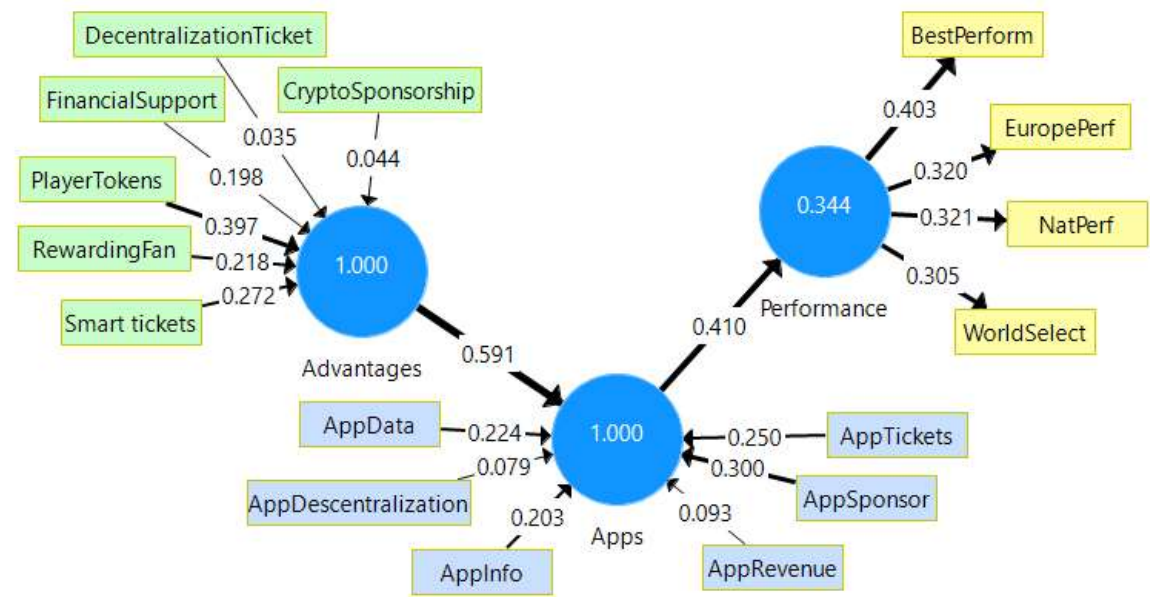 DecentralizationTicket
BestPerform
FinancialSupport
CryptoSponsorship
0.403
0.035
EuropePerf
0.044
0.320
PlayerTokens
0.198
0.344
0.397
0.321
NatPerf
RewardingFan
0.218
1.000
0.305
0.272
Performance
Smart tickets
0.410
WorldSelect
0.591
Advantages
AppData
0.224
1.000
0.250
AppTickets
0.079
0.300
AppDescentralization
AppSponsor
0.203
0.093
Apps
AppInfo
AppRevenue